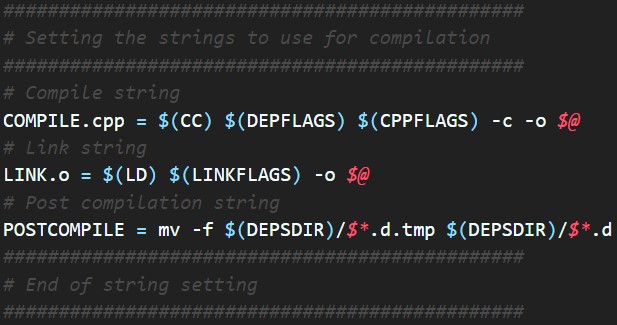 ################################################
# Setting the strings to use for compilation
################################################
# Compile string
COMPILE.cpp = $(CC) $(DEPFLAGS) $(CPPFLAGS) -c -o $@
# Link string
LINK.o = $(LD) $(LINKFLAGS) -o $@
# Post compilation string
POSTCOMPILE = mv -f $(DEPSDIR)/$*.d.tmp $(DEPSDIR)/$*.d
################################################
# End of string setting
################################################